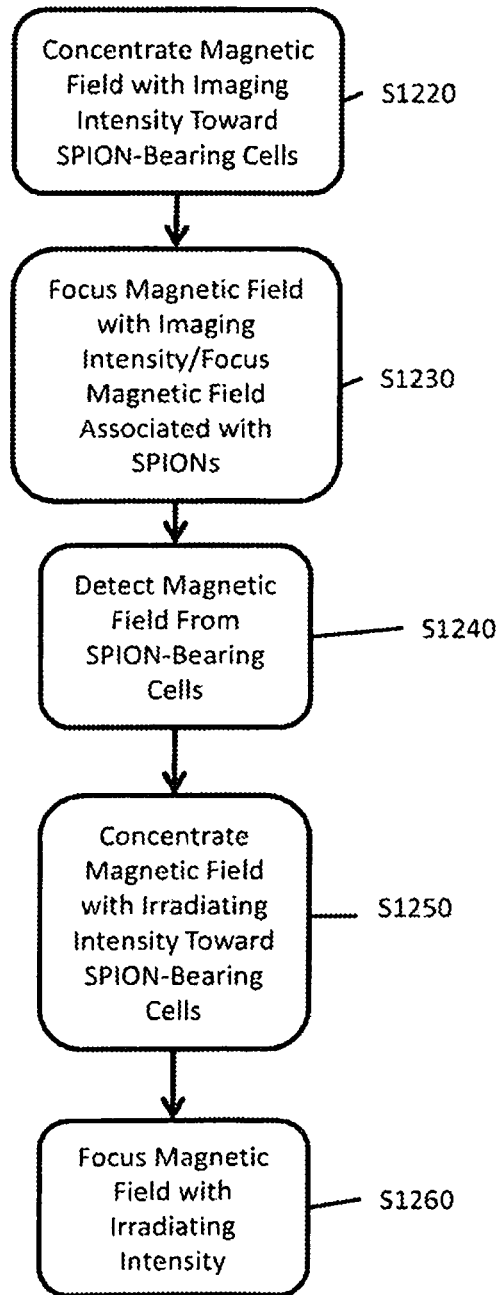 Concentrate Magnetic
Field with Imaging
Intensity Toward
SPION-Bearing Cells
S1220
Focus Magnetic Field
with Imaging
Intensity/Focus
Magnetic Field
Associated with
SPIONs
S1230
Detect Magnetic
Field From
SPION-Bearing
Cells
S1240
Concentrate
Magnetic Field
with Irradiating
Intensity Toward
SPION-Bearing
Cells
S1250
Focus Magnetic
Field with
Irradiating
Intensity
S1260